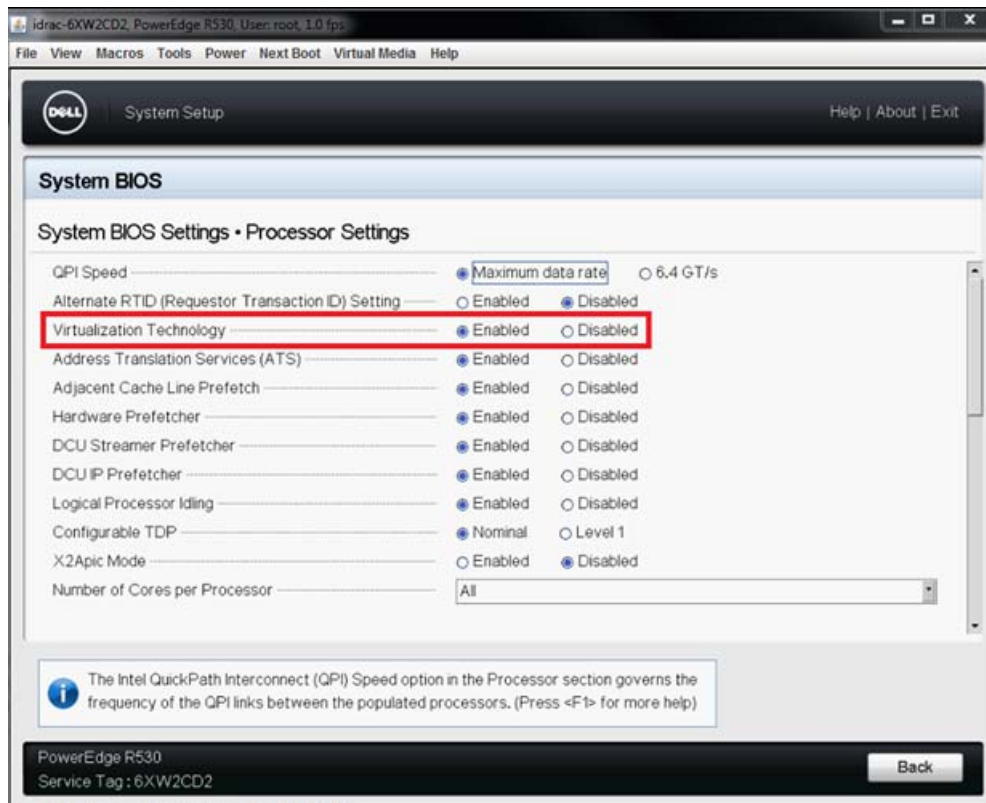 idrac-6XW2CD2, PowerEdge R530, User: root, 1.0 fps
File View Macros Tools Power Next Boot Virtual Media Help
DELL System Setup Help | About | Exit
System BIOS
System BIOS Settings • Processor Settings
QPI Speed Maximum data rate 6.4 GT/s
Alternate RTID (Requestor Transaction ID) Setting Enabled Disabled
Virtualization Technology Enabled Disabled
Address Translation Services (ATS) Enabled Disabled
Adjacent Cache Line Prefetch Enabled Disabled
Hardware Prefetcher Enabled Disabled
DCU Streamer Prefetcher Enabled Disabled
DCU IP Prefetcher Enabled Disabled
Logical Processor Idling Enabled Disabled
Configurable TDP Nominal Level 1
X2Apic Mode Enabled Disabled
Number of Cores per Processor All
The Intel QuickPath Interconnect (QPI) Speed option in the Processor section governs the
frequency of the QPI links between the populated processors. (Press <F1> for more help)
PowerEdge R530
Service Tag : 6XW2CD2
Back